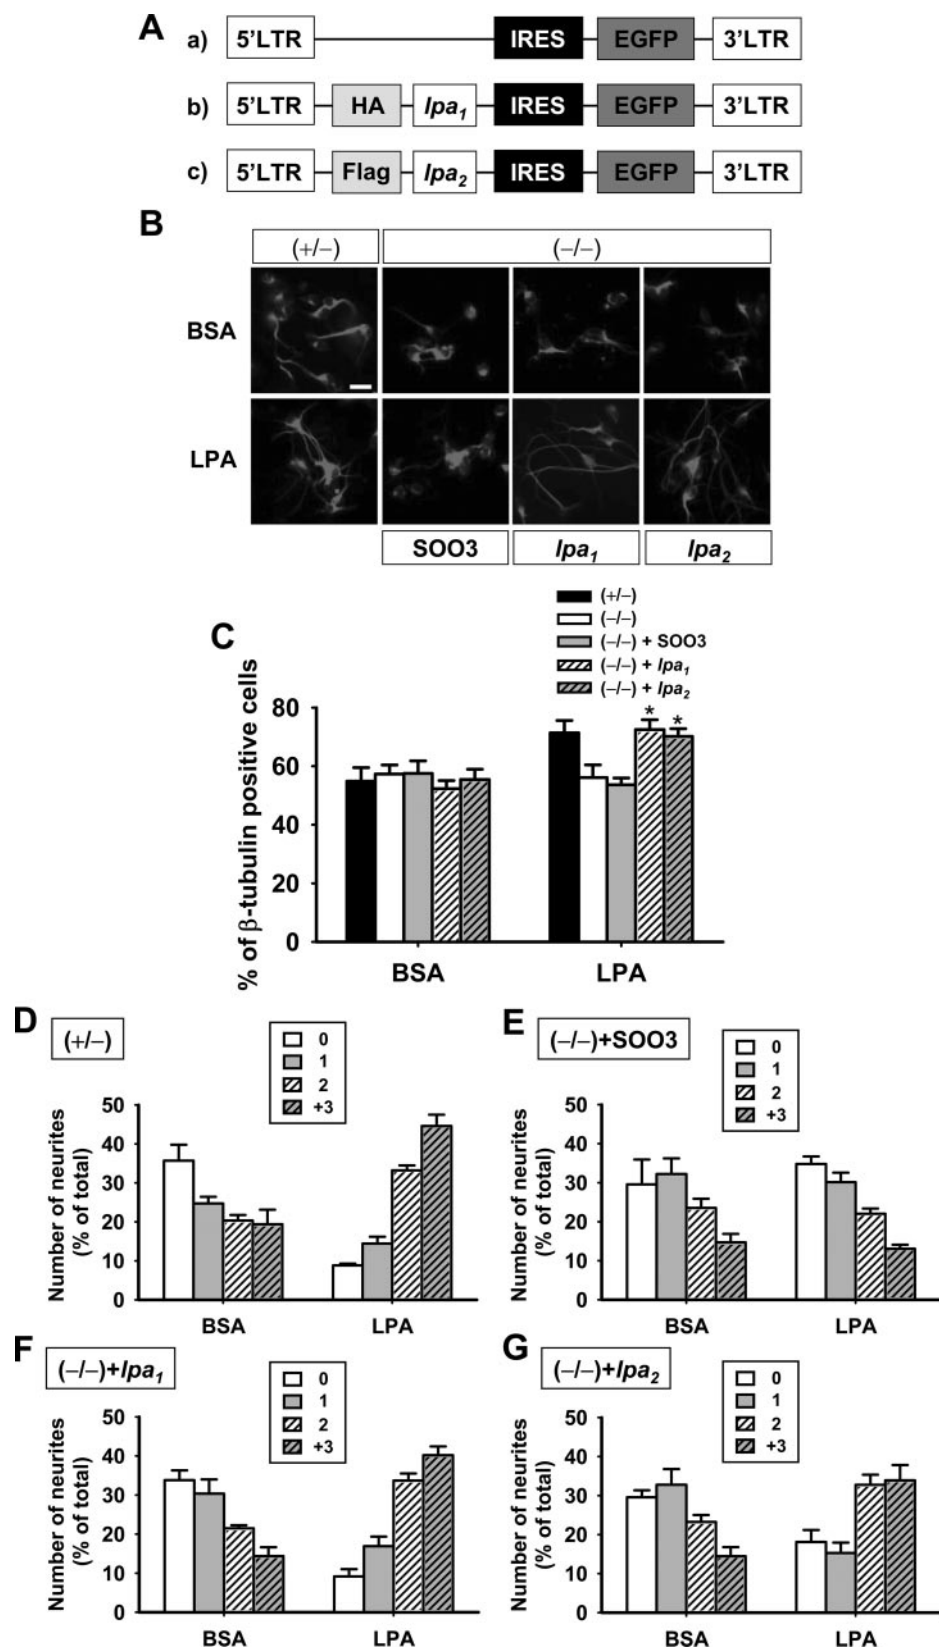 A
a) 5'LTR IRES EGFP 3'LTR
b) 5'LTR HA lpa1 IRES EGFP 3'LTR
c) 5'LTR Flag lpa2 IRES EGFP 3'LTR
B
(+/−) (−/−)
BSA
LPA
SOO3 lpa1 lpa2
C
(+/−)
(−/−)
(−/−) + SOO3
(−/−) + lpa1
(−/−) + lpa2
% of β-tubulin positive cells
80
60
40
20
0
* *
BSA LPA
D (+/−)
0
1
2
+3
Number of neurites
(% of total)
50
40
30
20
10
0
BSA LPA
E (−/−)+SOO3
0
1
2
+3
Number of neurites
(% of total)
50
40
30
20
10
0
BSA LPA
F (−/−)+lpa1
0
1
2
+3
Number of neurites
(% of total)
50
40
30
20
10
0
BSA LPA
G (−/−)+lpa2
0
1
2
+3
Number of neurites
(% of total)
50
40
30
20
10
0
BSA LPA